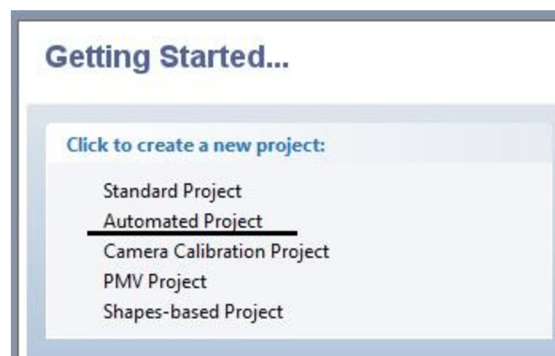 Getting Started...
Click to create a new project:
Standard Project
Automated Project
Camera Calibration Project
PMV Project
Shapes-based Project